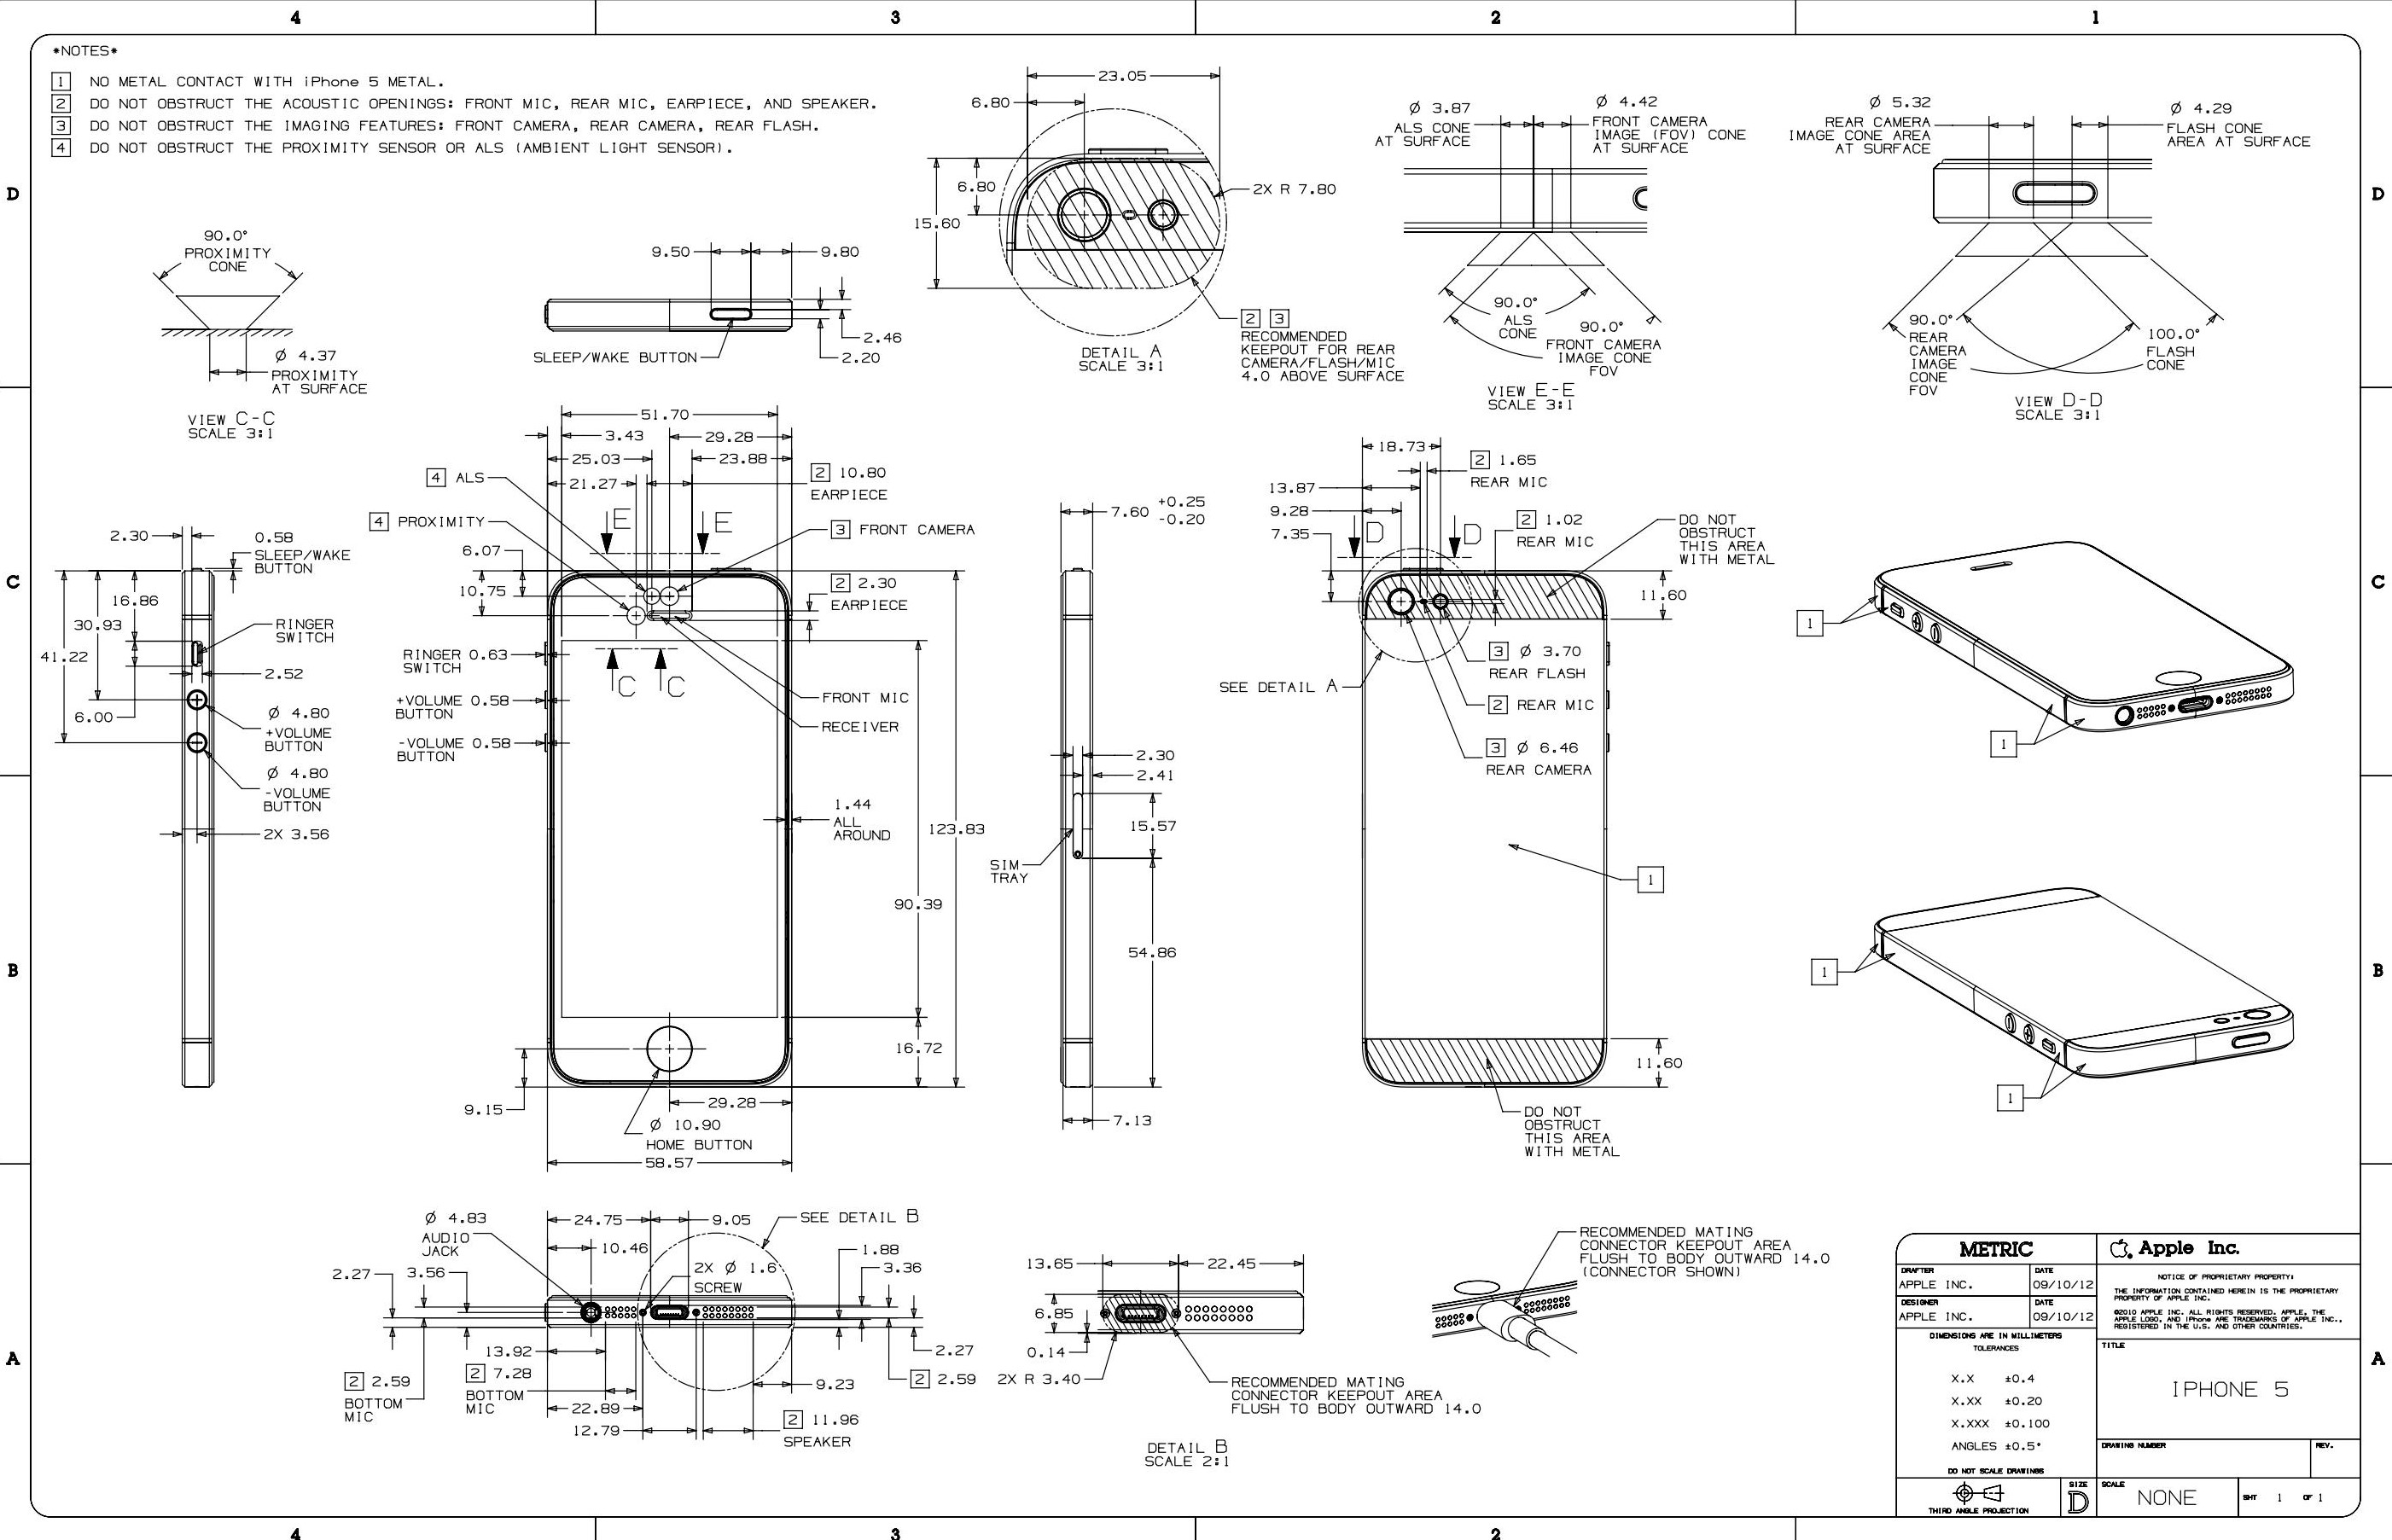 4
3
2
1
*NOTES*
1 NO METAL CONTACT WITH iPhone 5 METAL.
2 DO NOT OBSTRUCT THE ACOUSTIC OPENINGS: FRONT MIC, REAR MIC, EARPIECE, AND SPEAKER.
3 DO NOT OBSTRUCT THE IMAGING FEATURES: FRONT CAMERA, REAR CAMERA, REAR FLASH.
4 DO NOT OBSTRUCT THE PROXIMITY SENSOR OR ALS (AMBIENT LIGHT SENSOR).
D
D
90.0°
PROXIMITY
CONE
Ø 4.37
PROXIMITY
AT SURFACE
VIEW C-C
SCALE 3:1
9.50
9.80
2.46
2.20
SLEEP/WAKE BUTTON
23.05
6.80
6.80
15.60
2X R 7.80
2 3
RECOMMENDED
KEEPOUT FOR REAR
CAMERA/FLASH/MIC
4.0 ABOVE SURFACE
DETAIL A
SCALE 3:1
Ø 3.87
ALS CONE
AT SURFACE
Ø 4.42
FRONT CAMERA
IMAGE (FOV) CONE
AT SURFACE
90.0°
ALS
CONE
90.0°
FRONT CAMERA
IMAGE CONE
FOV
VIEW E-E
SCALE 3:1
Ø 5.32
REAR CAMERA
IMAGE CONE AREA
AT SURFACE
Ø 4.29
FLASH CONE
AREA AT SURFACE
90.0°
REAR
CAMERA
IMAGE
CONE
FOV
100.0°
FLASH
CONE
VIEW D-D
SCALE 3:1
C
C
2.30
0.58
SLEEP/WAKE
BUTTON
16.86
30.93
41.22
RINGER
SWITCH
2.52
6.00
Ø 4.80
+VOLUME
BUTTON
Ø 4.80
-VOLUME
BUTTON
2X 3.56
51.70
3.43
29.28
25.03
23.88
21.27
4 ALS
2 10.80
EARPIECE
4 PROXIMITY
E
E
3 FRONT CAMERA
6.07
10.75
2 2.30
EARPIECE
RINGER 0.63
SWITCH
C
C
+VOLUME 0.58
BUTTON
FRONT MIC
RECEIVER
-VOLUME 0.58
BUTTON
1.44
ALL
AROUND
123.83
90.39
16.72
9.15
29.28
Ø 10.90
HOME BUTTON
58.57
7.60 +0.25
-0.20
2.30
2.41
15.57
SIM
TRAY
54.86
7.13
18.73
2 1.65
REAR MIC
13.87
9.28
7.35
D
D
2 1.02
REAR MIC
DO NOT
OBSTRUCT
THIS AREA
WITH METAL
11.60
3 Ø 3.70
REAR FLASH
SEE DETAIL A
2 REAR MIC
3 Ø 6.46
REAR CAMERA
1
11.60
DO NOT
OBSTRUCT
THIS AREA
WITH METAL
1
1
B
B
1
1
Ø 4.83
AUDIO
JACK
24.75
9.05
SEE DETAIL B
10.46
1.88
2.27
3.56
2X Ø 1.6
SCREW
3.36
13.92
2.27
2 2.59
BOTTOM
MIC
2 7.28
BOTTOM
MIC
9.23
2 2.59
22.89
12.79
2 11.96
SPEAKER
13.65
22.45
6.85
0.14
2X R 3.40
RECOMMENDED MATING
CONNECTOR KEEPOUT AREA
FLUSH TO BODY OUTWARD 14.0
DETAIL B
SCALE 2:1
RECOMMENDED MATING
CONNECTOR KEEPOUT AREA
FLUSH TO BODY OUTWARD 14.0
(CONNECTOR SHOWN)
A
A
METRIC
Apple Inc.
DRAFTER
APPLE INC.
DATE
09/10/12
DESIGNER
APPLE INC.
DATE
09/10/12
NOTICE OF PROPRIETARY PROPERTY:
THE INFORMATION CONTAINED HEREIN IS THE PROPRIETARY
PROPERTY OF APPLE INC.
©2010 APPLE INC. ALL RIGHTS RESERVED. APPLE, THE
APPLE LOGO, AND iPhone ARE TRADEMARKS OF APPLE INC.,
REGISTERED IN THE U.S. AND OTHER COUNTRIES.
DIMENSIONS ARE IN MILLIMETERS
TOLERANCES
X.X ±0.4
X.XX ±0.20
X.XXX ±0.100
ANGLES ±0.5°
DO NOT SCALE DRAWINGS
THIRD ANGLE PROJECTION
TITLE
IPHONE 5
DRAWING NUMBER
REV.
SIZE
D
SCALE
NONE
SHT 1 OF 1
4
3
2